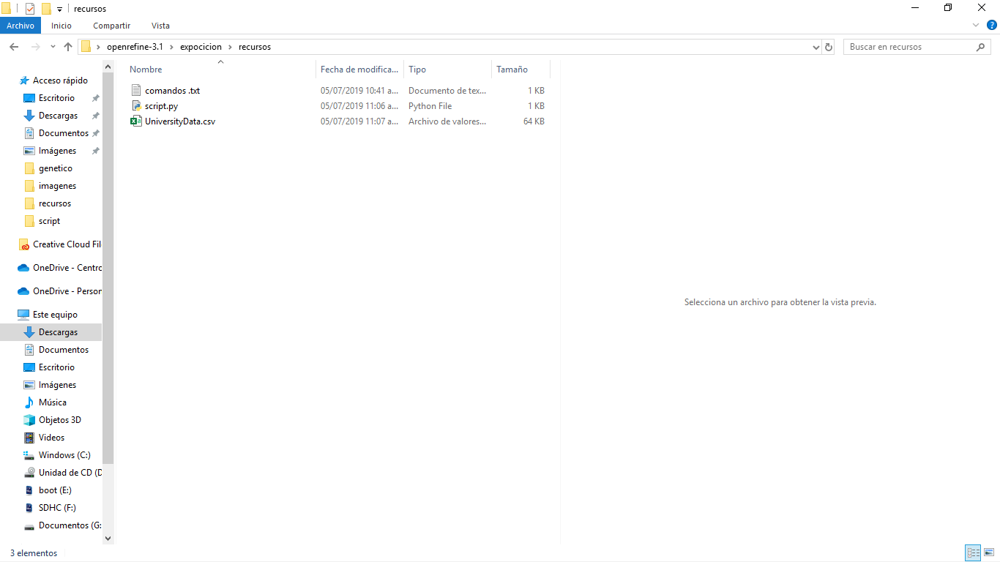 recursos
Archivo Inicio Compartir Vista
openrefine-3.1 expocicion recursos Buscar en recursos
Nombre Fecha de modifica... Tipo Tamaño
comandos .txt 05/07/2019 10:41 a... Documento de tex... 1 KB
script.py 05/07/2019 11:06 a... Python File 1 KB
UniversityData.csv 05/07/2019 11:07 a... Archivo de valores... 64 KB
Acceso rápido
Escritorio
Descargas
Documentos
Imágenes
genetico
imagenes
recursos
script
Creative Cloud Fil
OneDrive - Centro
OneDrive - Person
Este equipo
Descargas
Documentos
Escritorio
Imágenes
Música
Objetos 3D
Videos
Windows (C:)
Unidad de CD (D
boot (E:)
SDHC (F:)
Documentos (G:
Selecciona un archivo para obtener la vista previa.
3 elementos